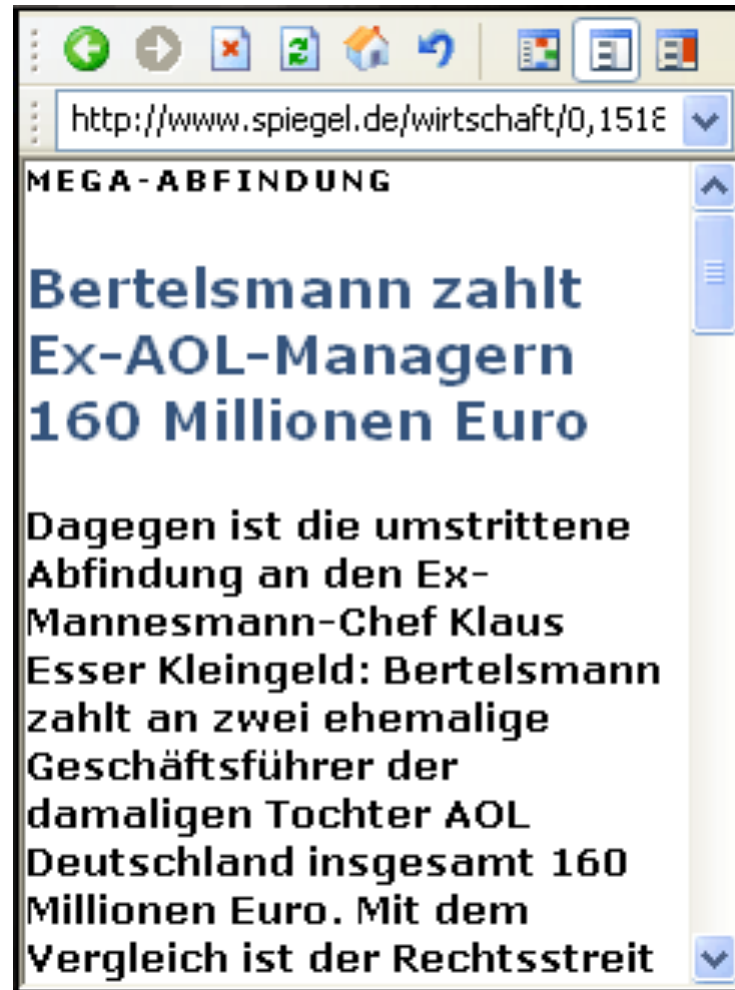 http://www.spiegel.de/wirtschaft/0,1518
MEGA-ABFINDUNG
Bertelsmann zahlt
Ex-AOL-Managern
160 Millionen Euro
Dagegen ist die umstrittene
Abfindung an den Ex-
Mannesmann-Chef Klaus
Esser Kleingeld: Bertelsmann
zahlt an zwei ehemalige
Geschäftsführer der
damaligen Tochter AOL
Deutschland insgesamt 160
Millionen Euro. Mit dem
Vergleich ist der Rechtsstreit